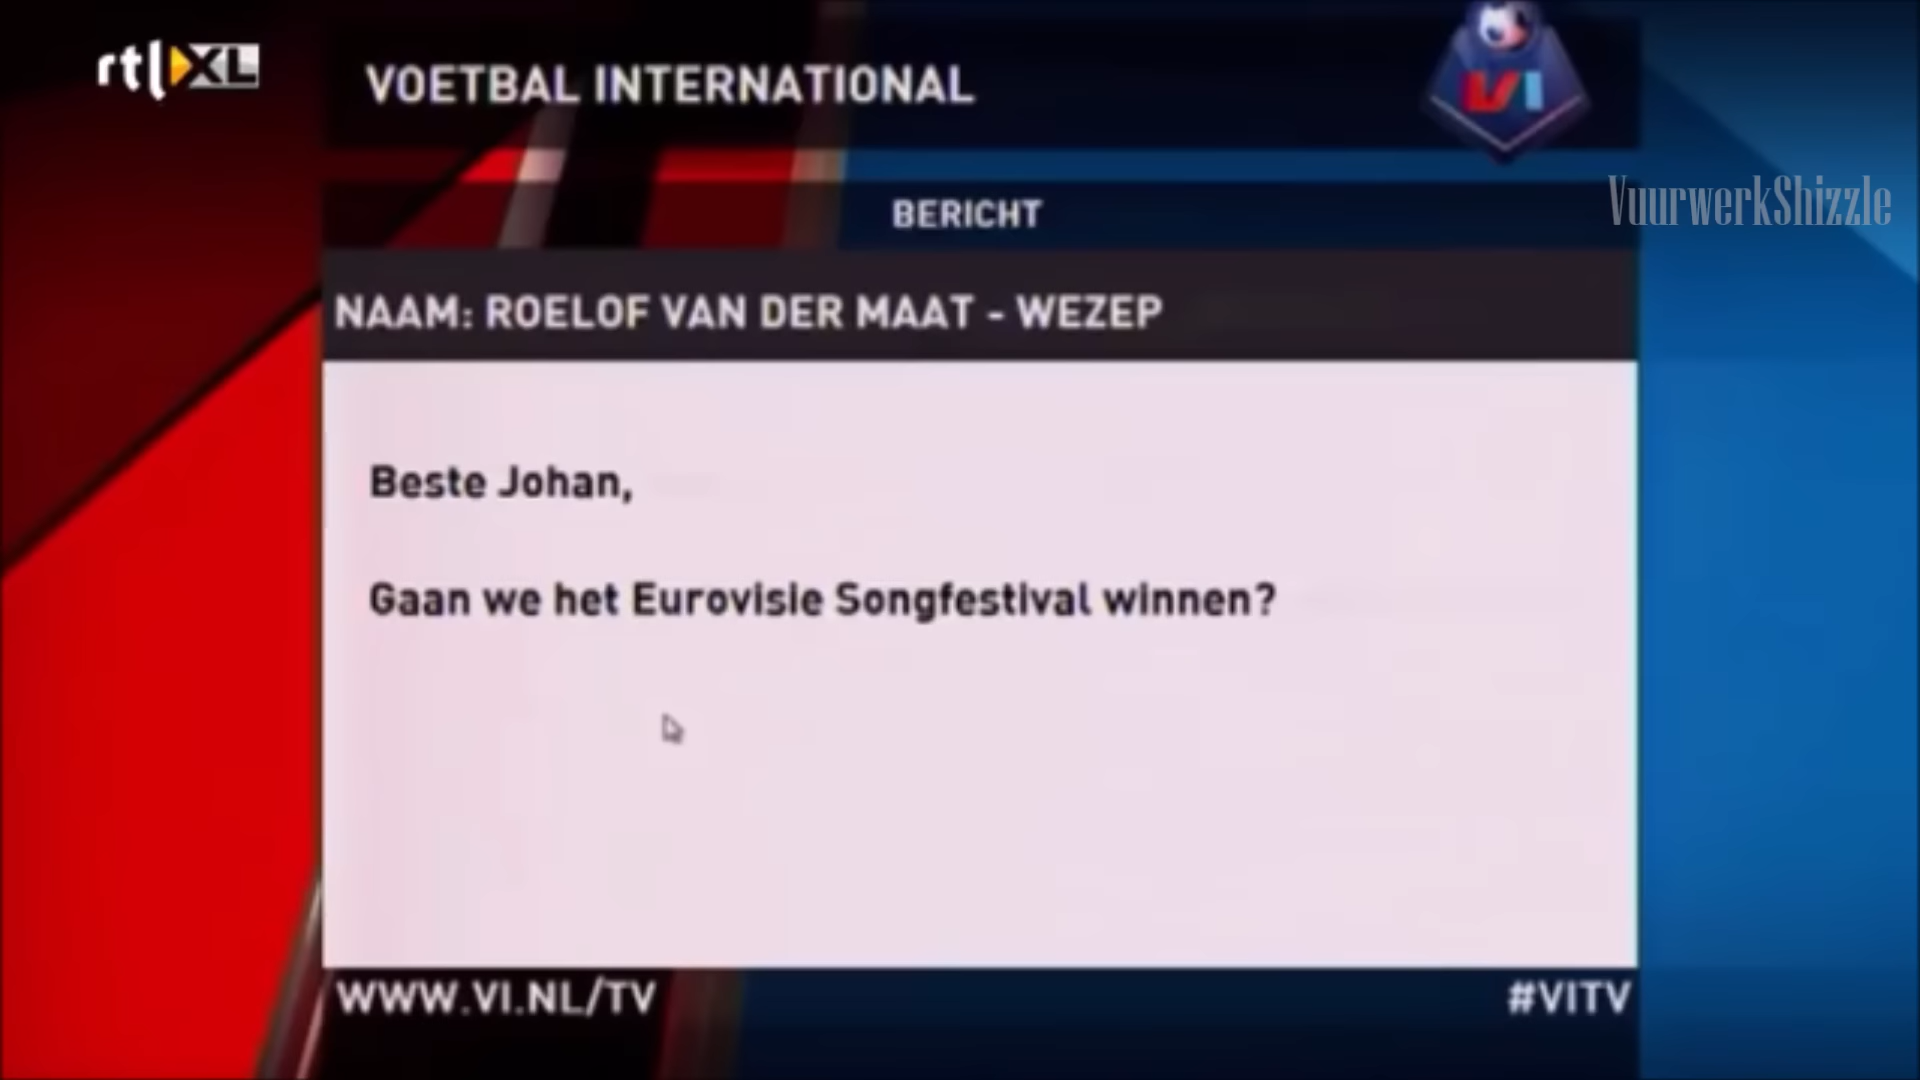 rtl XL
VOETBAL INTERNATIONAL
VI
VuurwerkShizzle
BERICHT
NAAM: ROELOF VAN DER MAAT - WEZEP
Beste Johan,
Gaan we het Eurovisie Songfestival winnen?
WWW.VI.NL/TV
#VITV